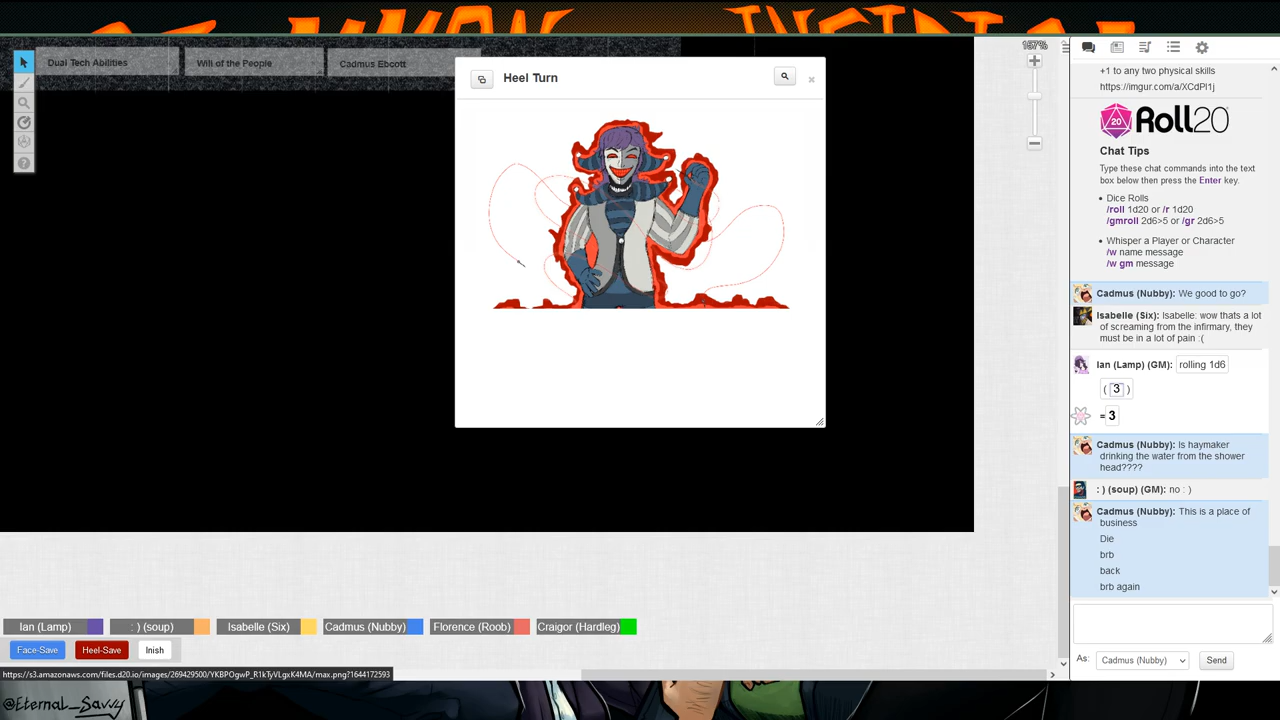 Dual Tech Abilities
Will of the People
Cadmus Ebcott
Heel Turn
+1 to any two physical skills
https://imgur.com/a/XCdPl1j
20
Roll20
Chat Tips
Type these chat commands into the text
box below then press the Enter key.
Dice Rolls
/roll 1d20 or /r 1d20
/gmroll 2d6>5 or /gr 2d6>5
Whisper a Player or Character
/w name message
/w gm message
Cadmus (Nubby): We good to go?
Isabelle (Six): Isabelle: wow thats a
lot of screaming from the infirmary, they
must be in a lot of pain :(
Ian (Lamp) (GM): rolling 1d6
( 3 )
= 3
Cadmus (Nubby): Is haymaker
drinking the water from the shower
head????
: ) (soup) (GM): no : )
Cadmus (Nubby): This is a place of
business
Die
brb
back
brb again
As: Cadmus (Nubby) Send
Ian (Lamp)
: ) (soup)
Isabelle (Six)
Cadmus (Nubby)
Florence (Roob)
Craigor (Hardleg)
Face-Save
Heel-Save
Inish
https://s3.amazonaws.com/files.d20.io/images/269429500/YKBPOgwP_R1kTyVLgxK4MA/max.png?1644172593
@Eternal_Savvy